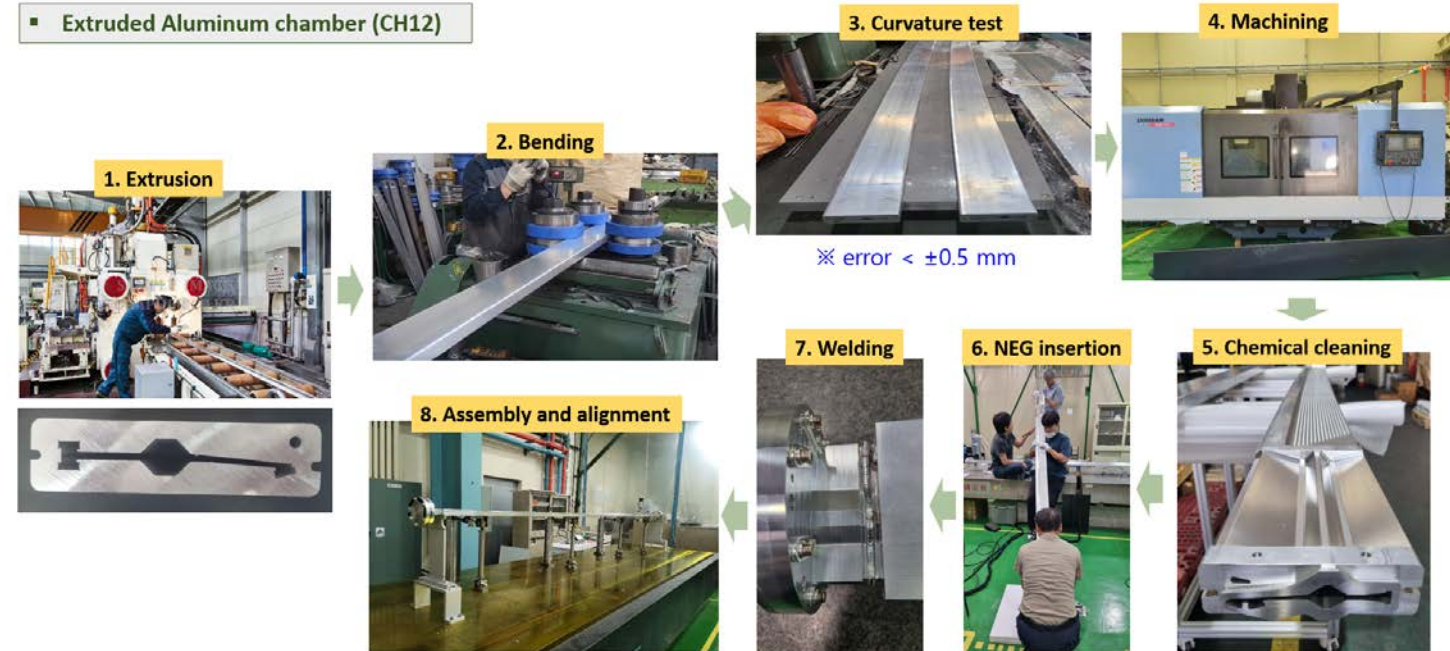 ▪ Extruded Aluminum chamber (CH12)
1. Extrusion
2. Bending
3. Curvature test
※ error < ±0.5 mm
4. Machining
5. Chemical cleaning
6. NEG insertion
7. Welding
8. Assembly and alignment